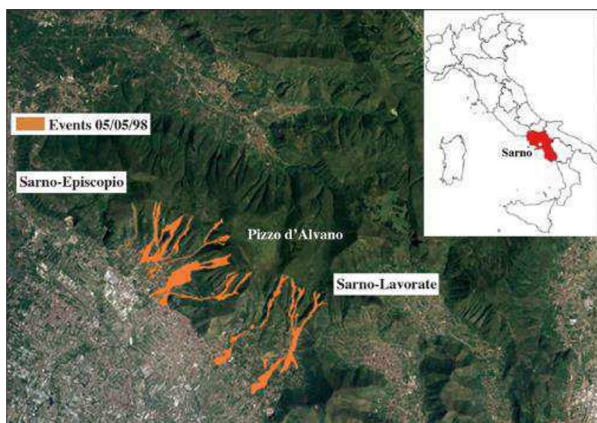 Events 05/05/98
Sarno-Episcopio
Pizzo d'Alvano
Sarno-Lavorate
Sarno